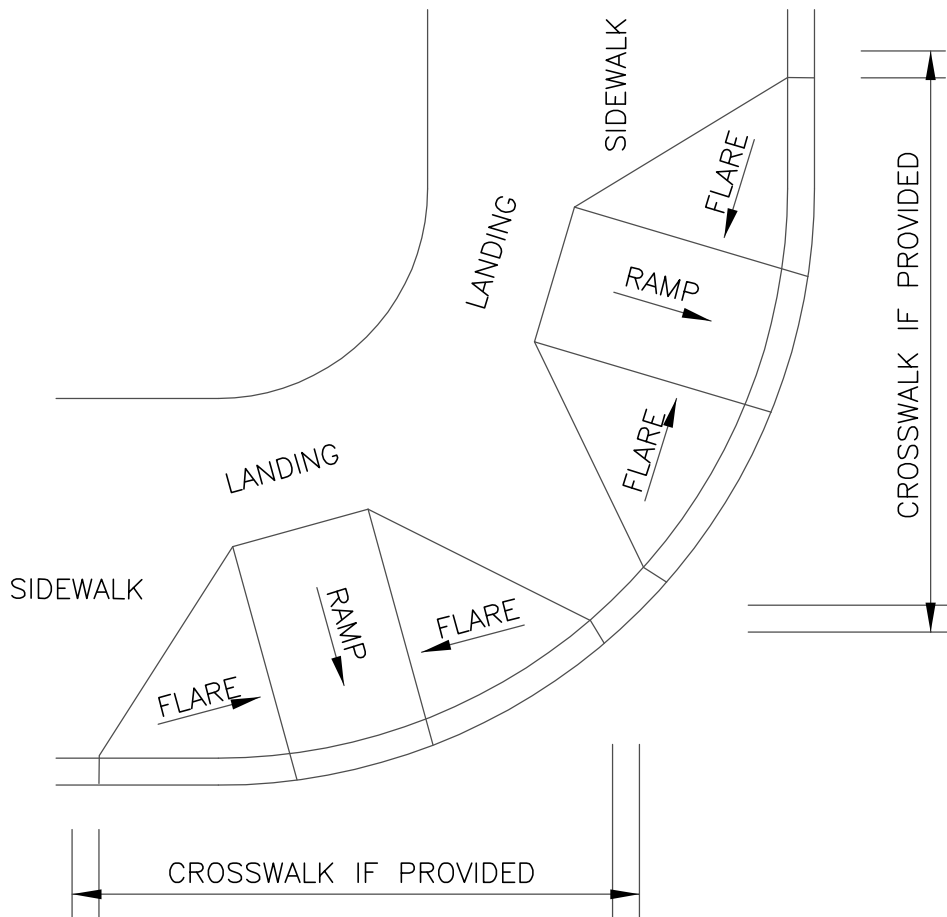 SIDEWALK
FLARE
CROSSWALK IF PROVIDED
LANDING
RAMP
FLARE
LANDING
SIDEWALK
RAMP
FLARE
FLARE
CROSSWALK IF PROVIDED